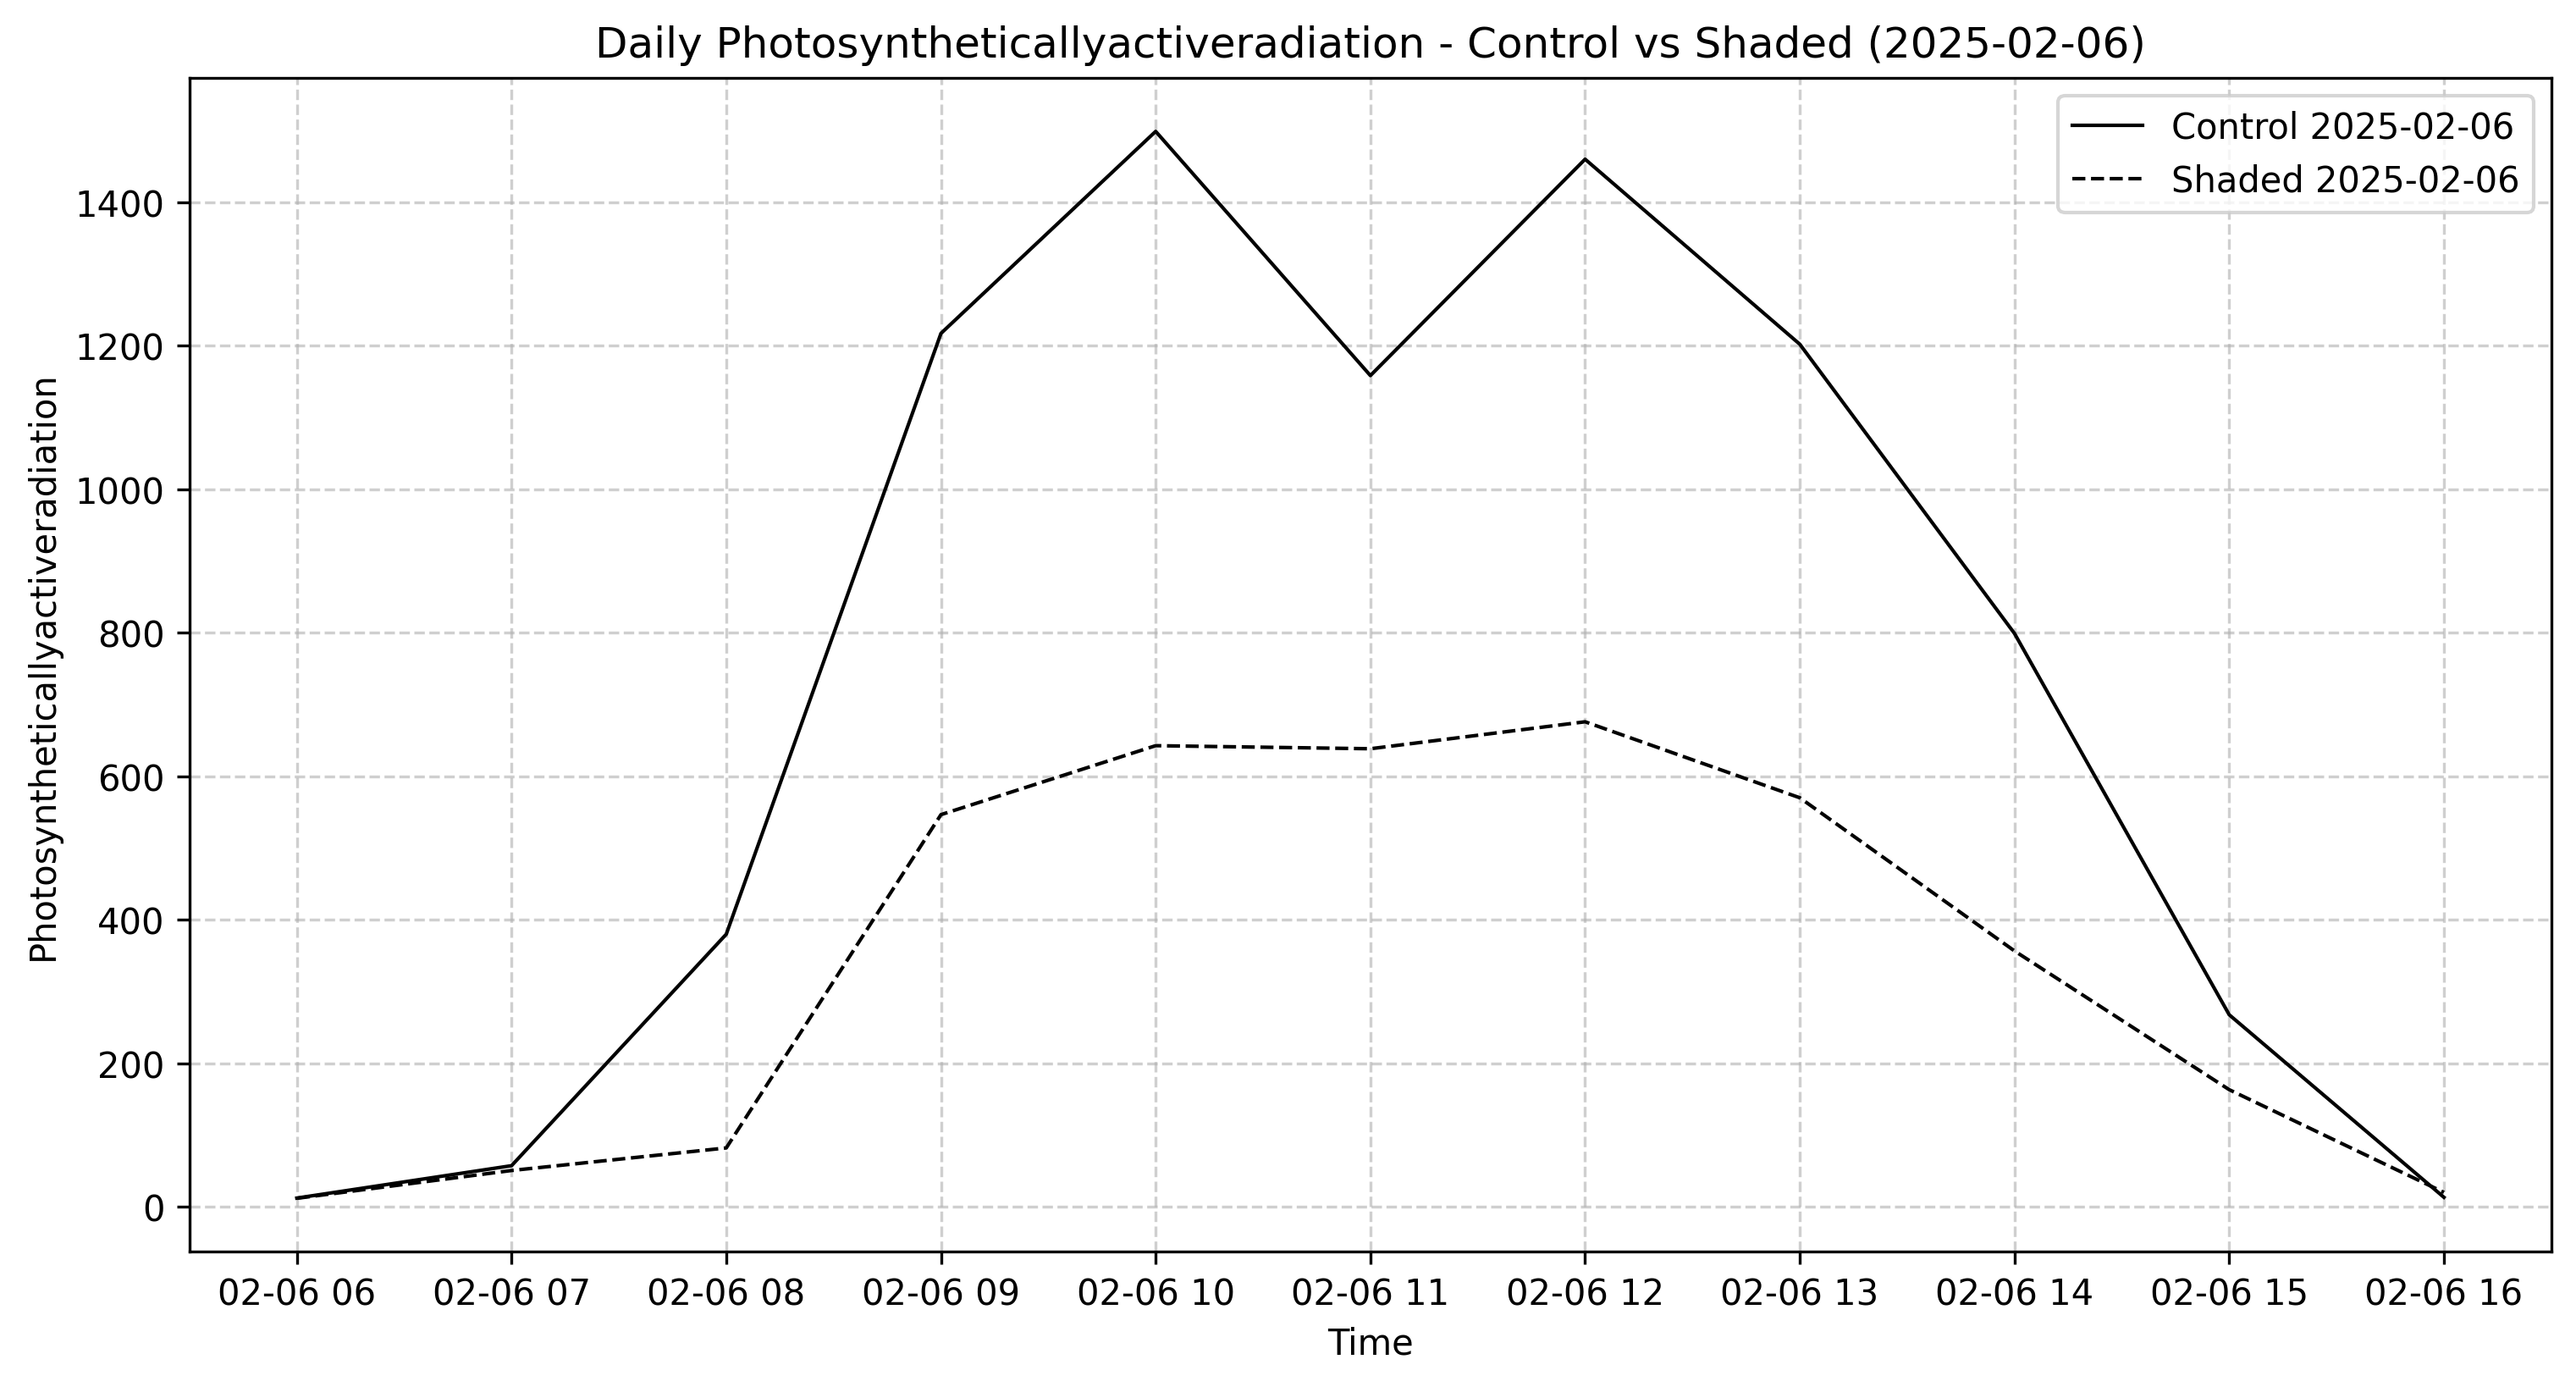 Daily Photosyntheticallyactiveradiation - Control vs Shaded (2025-02-06)
Control 2025-02-06
Shaded 2025-02-06
Photosyntheticallyactiveradiation
1400
1200
1000
800
600
400
200
0
02-06 06 02-06 07 02-06 08 02-06 09 02-06 10 02-06 11 02-06 12 02-06 13 02-06 14 02-06 15 02-06 16
Time